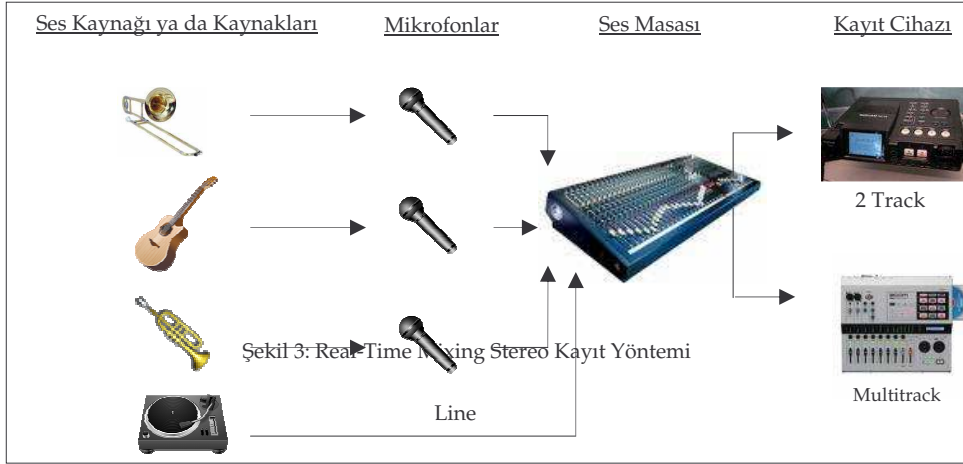 Ses Kaynağı ya da Kaynakları Mikrofonlar Ses Masası Kayıt Cihazı
2 Track
Şekil 3: Real-Time Mixing Stereo Kayıt Yöntemi
Multitrack
Line